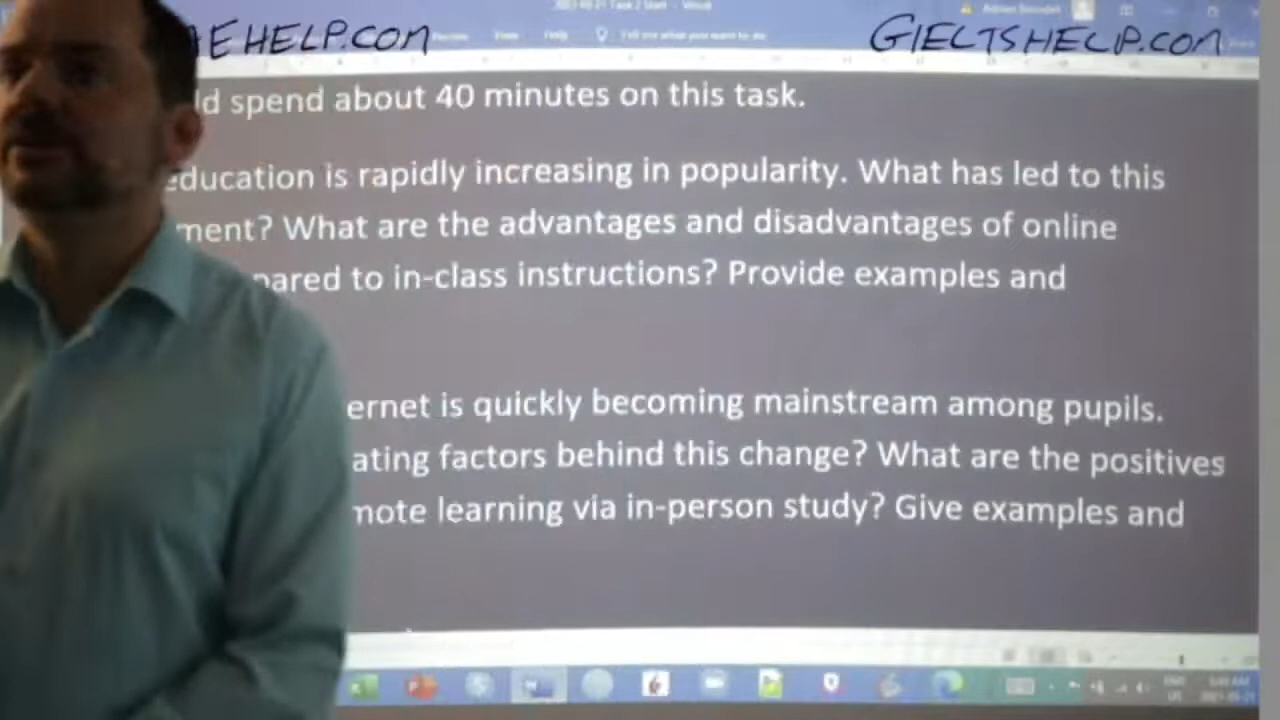 EHELP.COM
GIELTSHELP.COM
spend about 40 minutes on this task.
education is rapidly increasing in popularity. What has led to this
ment? What are the advantages and disadvantages of online
pared to in-class instructions? Provide examples and
ernet is quickly becoming mainstream among pupils.
ating factors behind this change? What are the positives
mote learning via in-person study? Give examples and